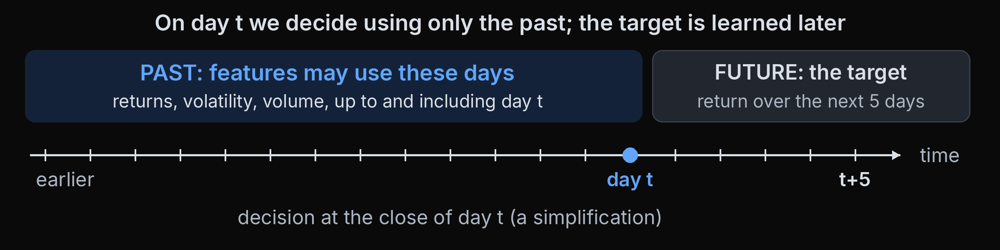 On day t we decide using only the past; the target is learned later
PAST: features may use these days
returns, volatility, volume, up to and including day t
FUTURE: the target
return over the next 5 days
time
earlier
day t
t+5
decision at the close of day t (a simplification)